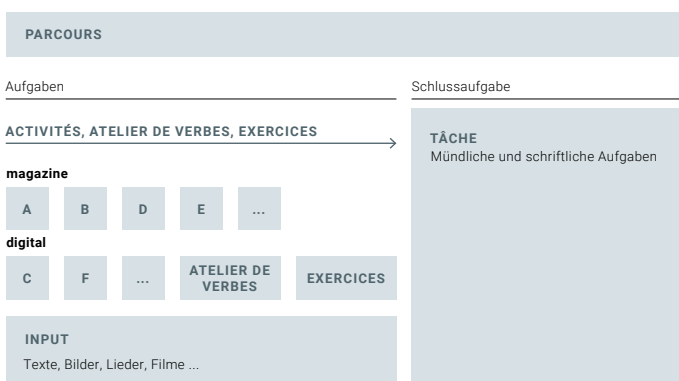 PARCOURS
Aufgaben
Schlussaufgabe
ACTIVITÉS, ATELIER DE VERBES, EXERCICES
TÂCHE
Mündliche und schriftliche Aufgaben
magazine
A B D E ...
digital
C F ... ATELIER DE
VERBES
EXERCICES
INPUT
Texte, Bilder, Lieder, Filme ...